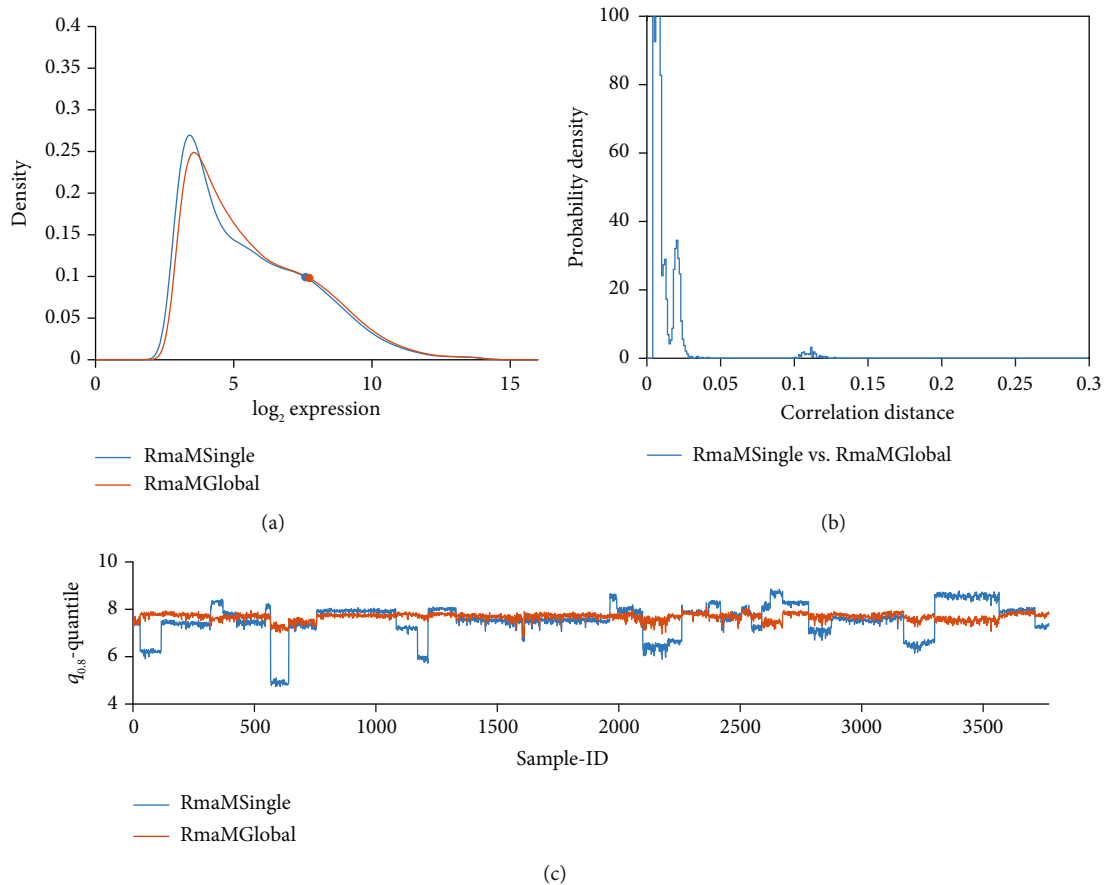 0.4
0.35
0.3
0.25
0.2
0.15
0.1
0.05
0
Density
0 5 10 15
log2 expression
RmaMSingle
RmaMGlobal
(a)
100
80
60
40
20
0
Probability density
0 0.05 0.1 0.15 0.2 0.25 0.3
Correlation distance
RmaMSingle vs. RmaMGlobal
(b)
10
8
6
4
q0.8-quantile
0 500 1000 1500 2000 2500 3000 3500
Sample-ID
RmaMSingle
RmaMGlobal
(c)